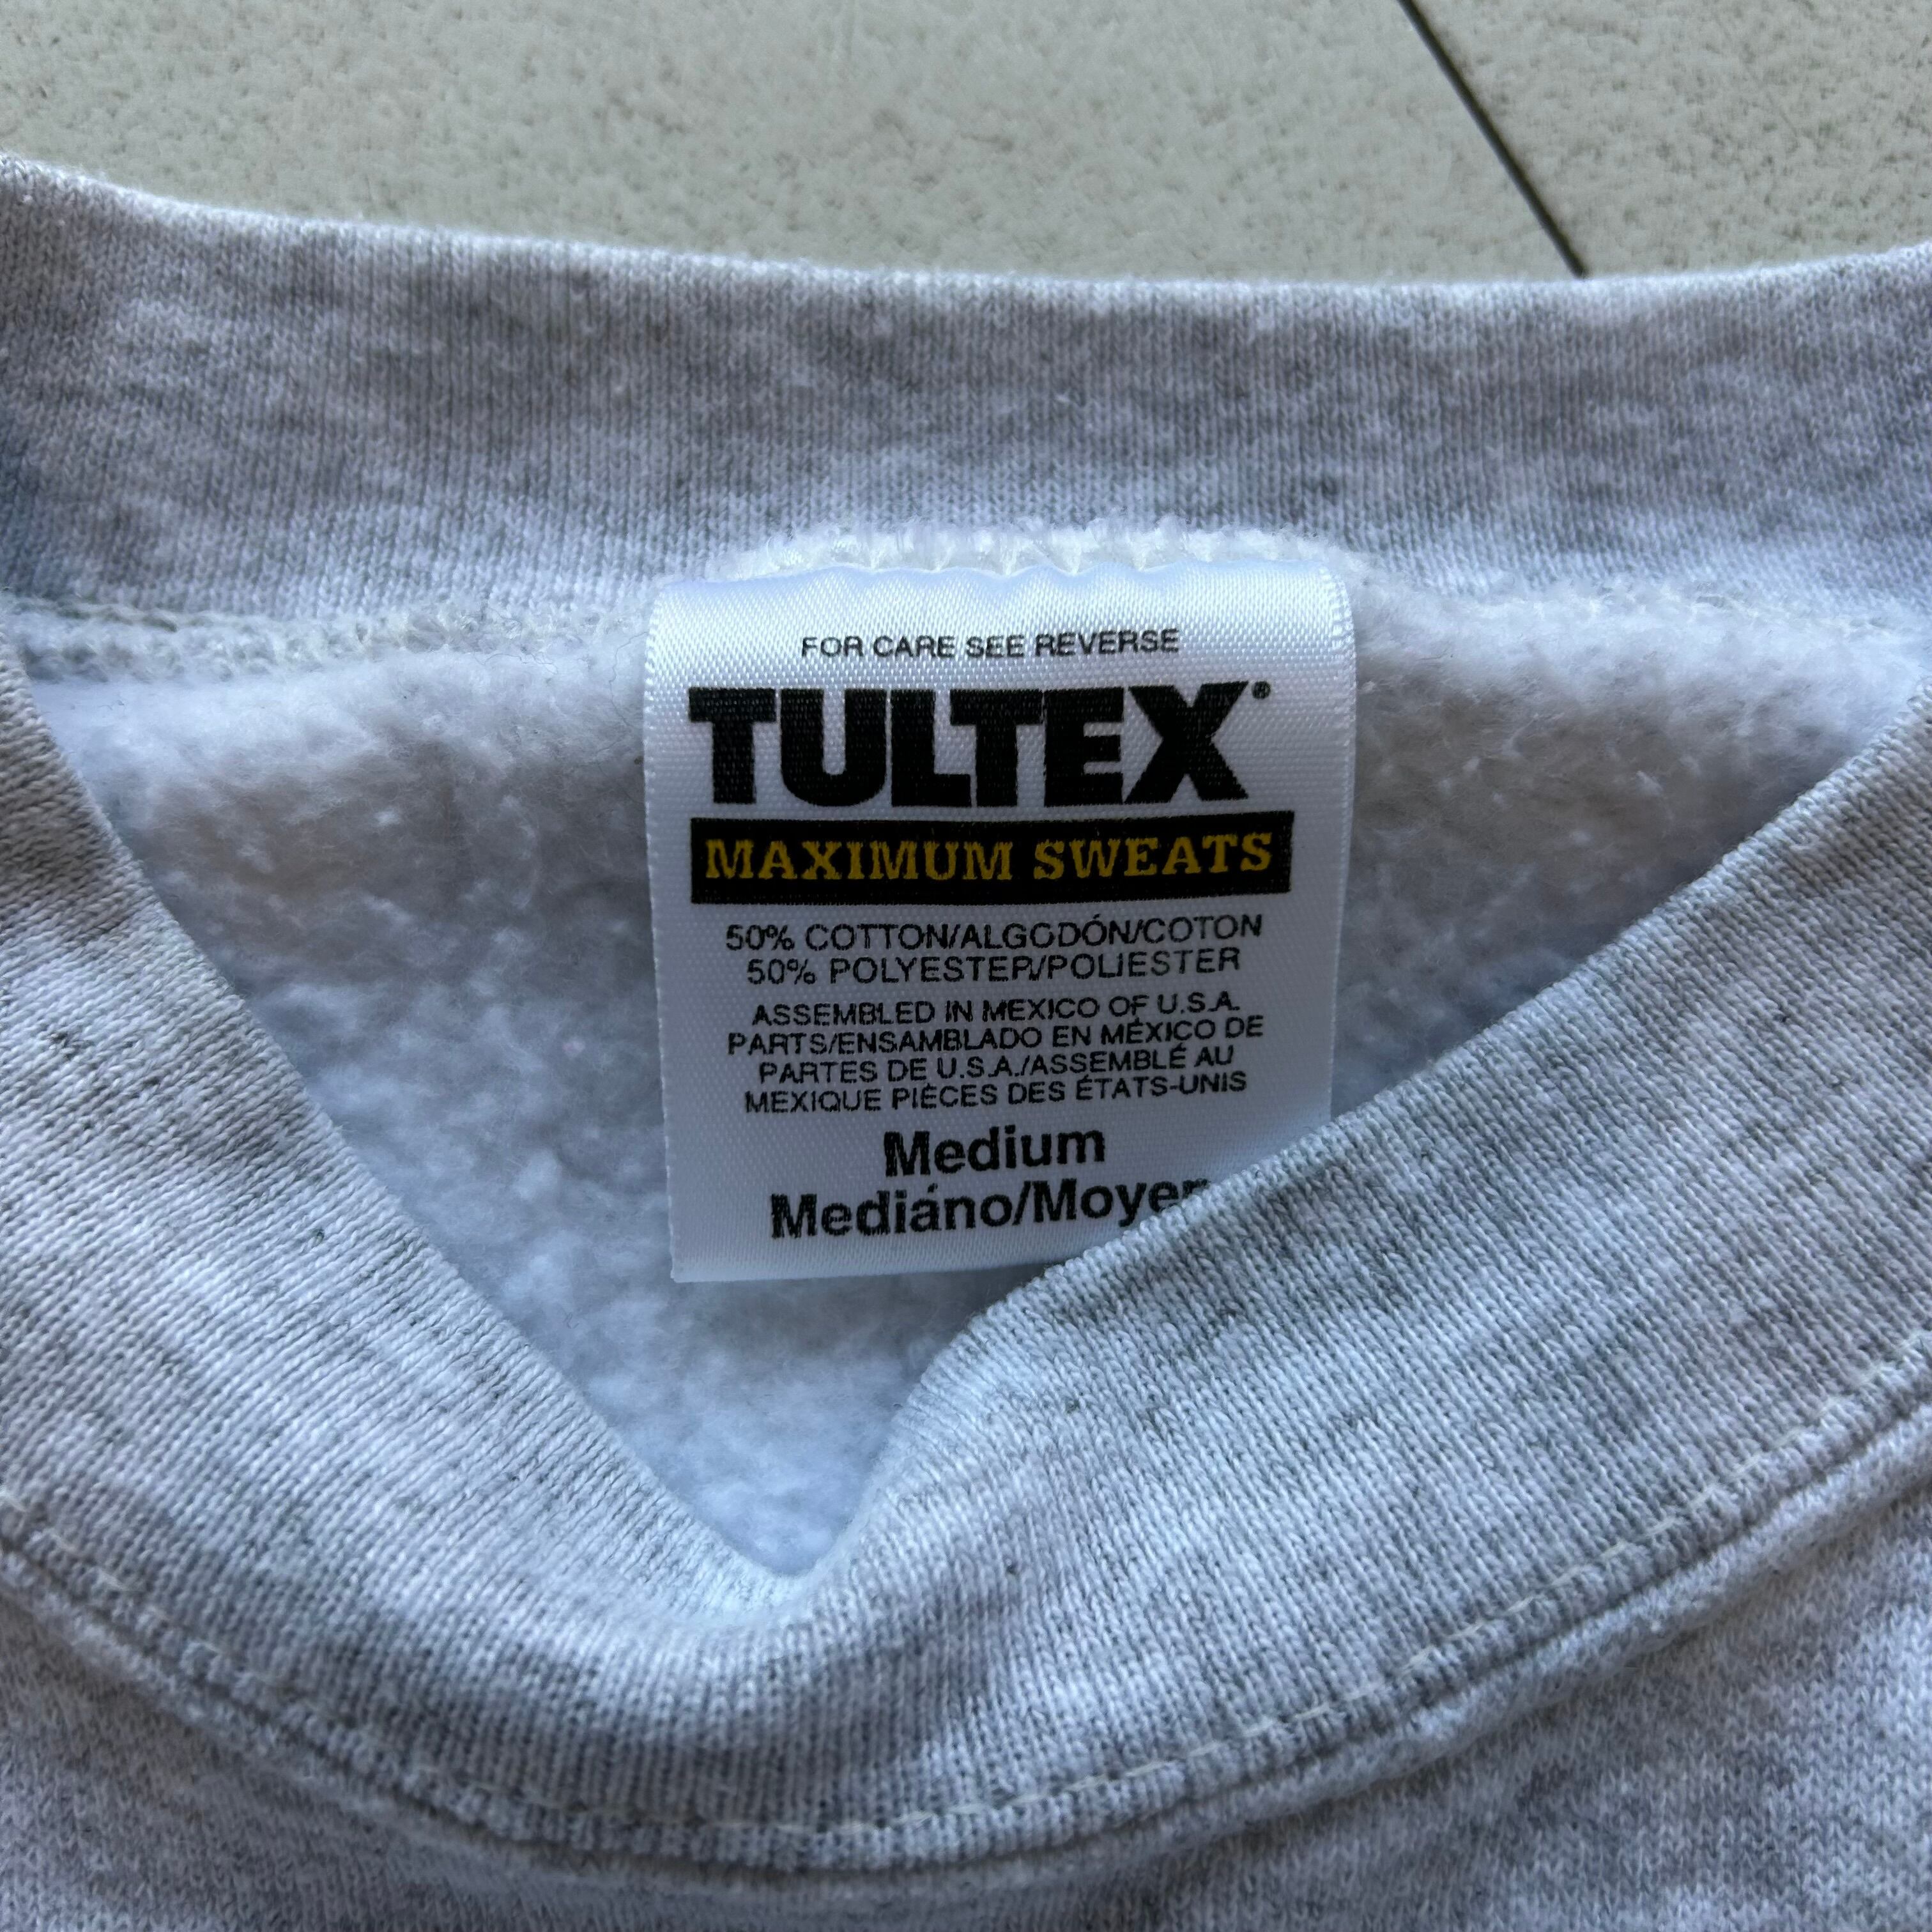 FOR CARE SEE REVERSE
TULTEX®
MAXIMUM SWEATS
50% COTTON/ALGODÓN/COTON
50% POLYESTER/POLIESTER
ASSEMBLED IN MEXICO OF U.S.A.
PARTS/ENSAMBLADO EN MÉXICO DE
PARTES DE U.S.A./ASSEMBLÉ AU
MEXIQUE PIÉCES DES ÉTATS-UNIS
Medium
Mediáno/Moyen